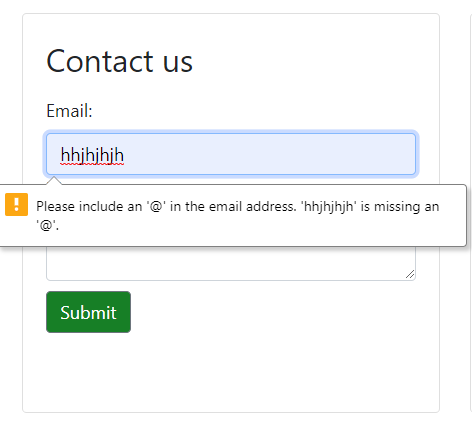 Contact us
Email:
hhjhjhjh
Please include an '@' in the email address. 'hhjhjhjh' is missing an
'@'.
Submit